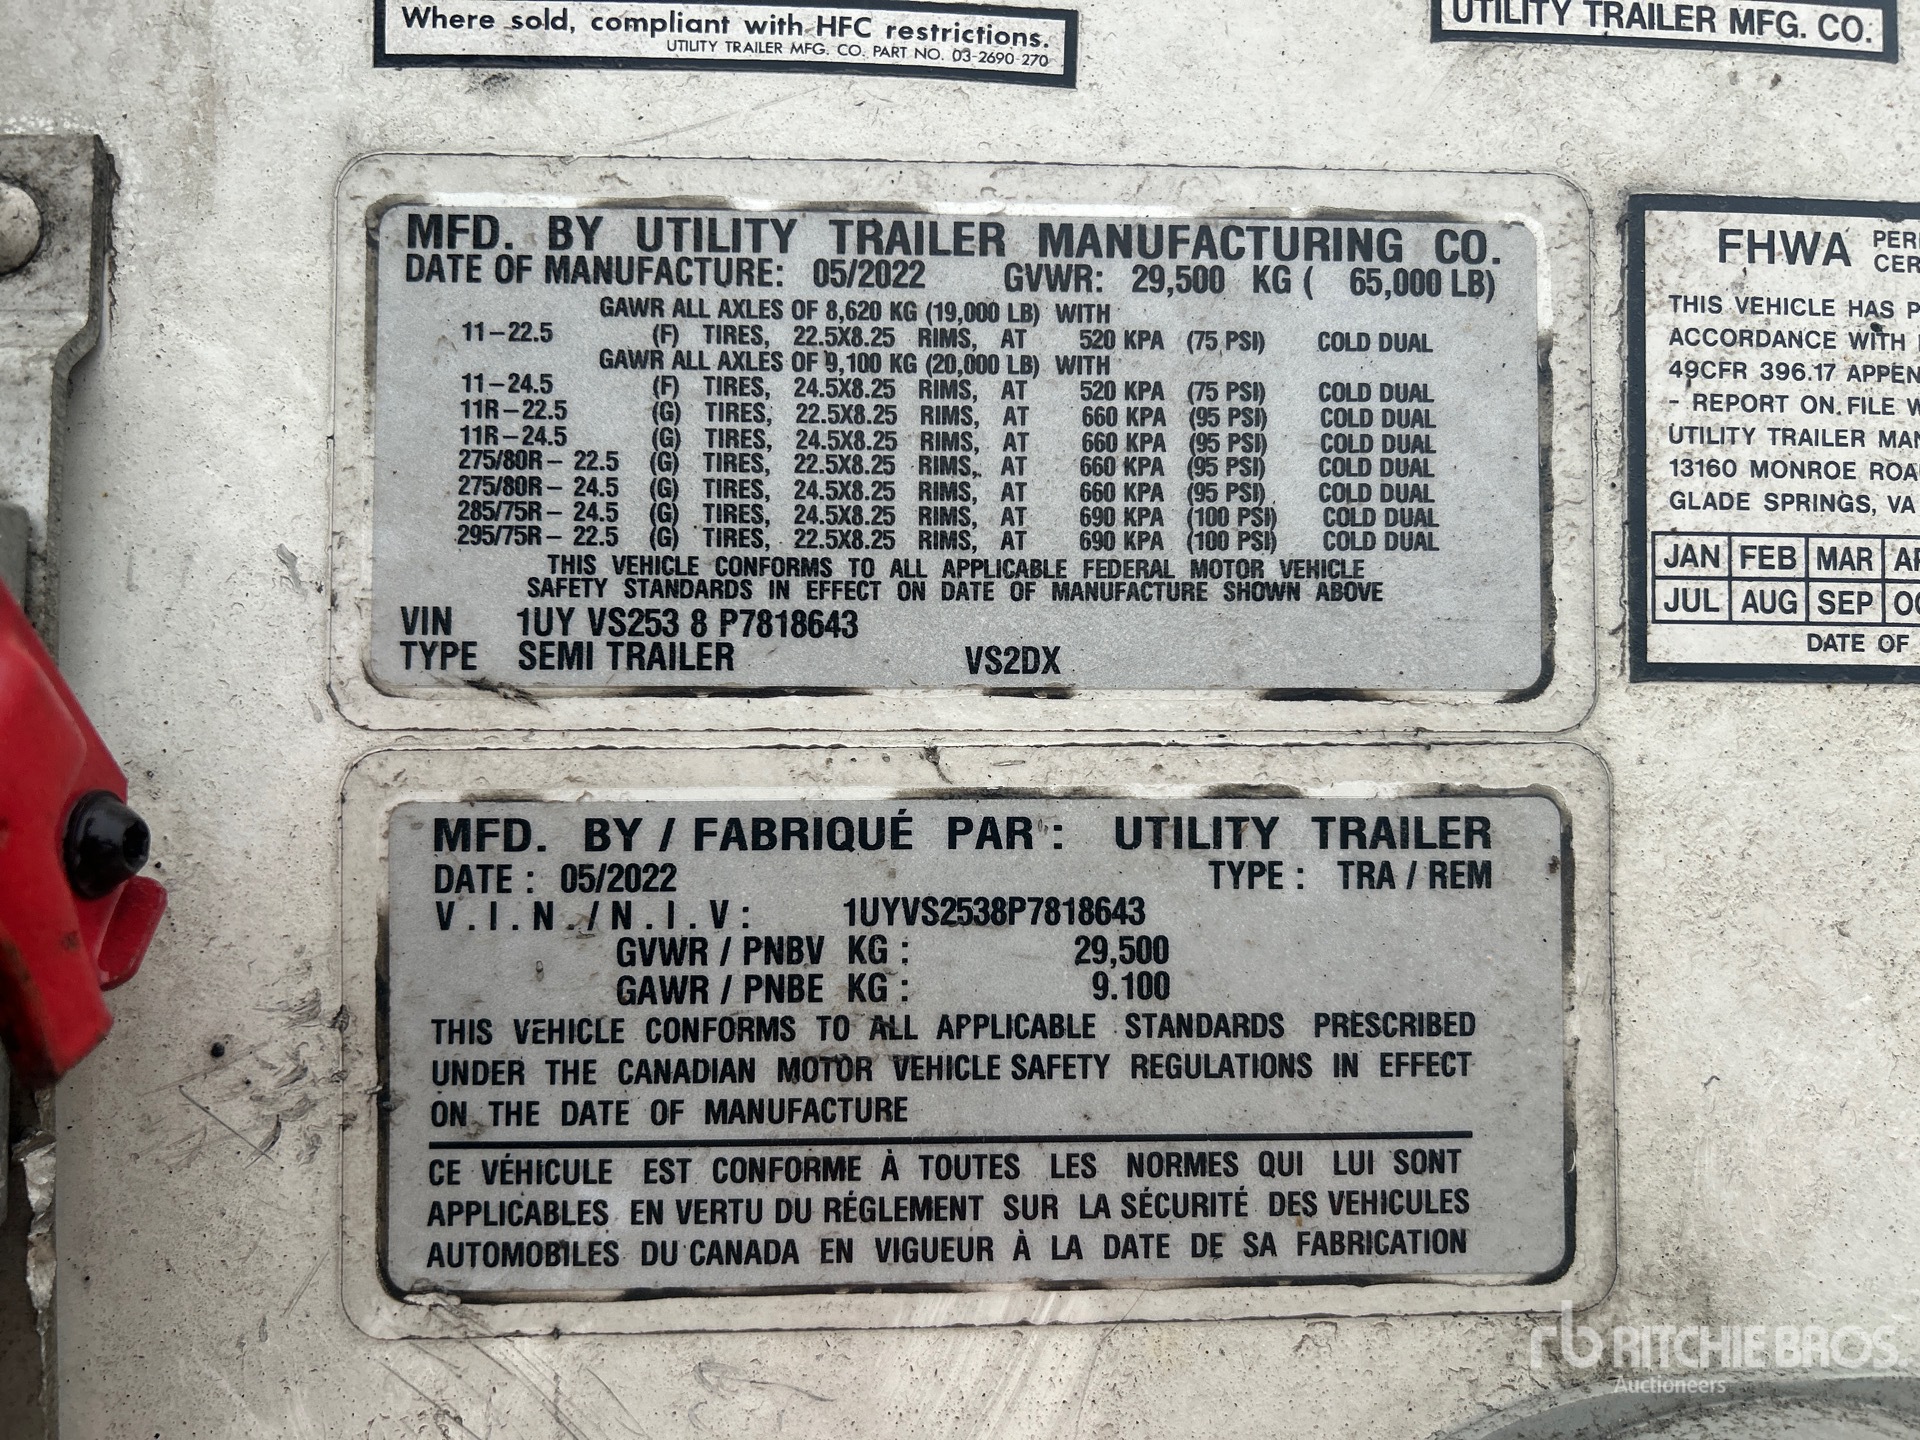 Where sold, compliant with HFC restrictions.
UTILITY TRAILER MFG. CO. PART NO. 03-2690-270
UTILITY TRAILER MFG. CO.
MFD. BY UTILITY TRAILER MANUFACTURING CO.
DATE OF MANUFACTURE: 05/2022 GVWR: 29,500 KG ( 65,000 LB)
GAWR ALL AXLES OF 8,620 KG (19,000 LB) WITH
11-22.5 (F) TIRES, 22.5X8.25 RIMS, AT 520 KPA (75 PSI) COLD DUAL
GAWR ALL AXLES OF 9,100 KG (20,000 LB) WITH
11-24.5 (F) TIRES, 24.5X8.25 RIMS, AT 520 KPA (75 PSI) COLD DUAL
11R-22.5 (G) TIRES, 22.5X8.25 RIMS, AT 660 KPA (95 PSI) COLD DUAL
11R-24.5 (G) TIRES, 24.5X8.25 RIMS, AT 660 KPA (95 PSI) COLD DUAL
275/80R- 22.5 (G) TIRES, 22.5X8.25 RIMS, AT 660 KPA (95 PSI) COLD DUAL
275/80R- 24.5 (G) TIRES, 24.5X8.25 RIMS, AT 660 KPA (95 PSI) COLD DUAL
285/75R- 24.5 (G) TIRES, 24.5X8.25 RIMS, AT 690 KPA (100 PSI) COLD DUAL
295/75R- 22.5 (G) TIRES, 22.5X8.25 RIMS, AT 690 KPA (100 PSI) COLD DUAL
THIS VEHICLE CONFORMS TO ALL APPLICABLE FEDERAL MOTOR VEHICLE
SAFETY STANDARDS IN EFFECT ON DATE OF MANUFACTURE SHOWN ABOVE
VIN 1UY VS253 8 P7818643
TYPE SEMI TRAILER VS2DX
FHWA
THIS VEHICLE HAS
ACCORDANCE WITH
49CFR 396.17
- REPORT ON FILE
UTILITY TRAILER
13160 MONROE
GLADE SPRINGS, VA
JAN FEB MAR
JUL AUG SEP
DATE OF
MFD. BY / FABRIQUÉ PAR : UTILITY TRAILER
DATE : 05/2022 TYPE : TRA / REM
V.I.N./N.I.V: 1UYVS2538P7818643
GVWR / PNBV KG : 29,500
GAWR / PNBE KG : 9.100
THIS VEHICLE CONFORMS TO ALL APPLICABLE STANDARDS PRESCRIBED
UNDER THE CANADIAN MOTOR VEHICLE SAFETY REGULATIONS IN EFFECT
ON THE DATE OF MANUFACTURE
CE VÉHICULE EST CONFORME À TOUTES LES NORMES QUI LUI SONT
APPLICABLES EN VERTU DU RÉGLEMENT SUR LA SÉCURITÉ DES VEHICULES
AUTOMOBILES DU CANADA EN VIGUEUR À LA DATE DE SA FABRICATION
rb RITCHIE BROS.
Auctioneers